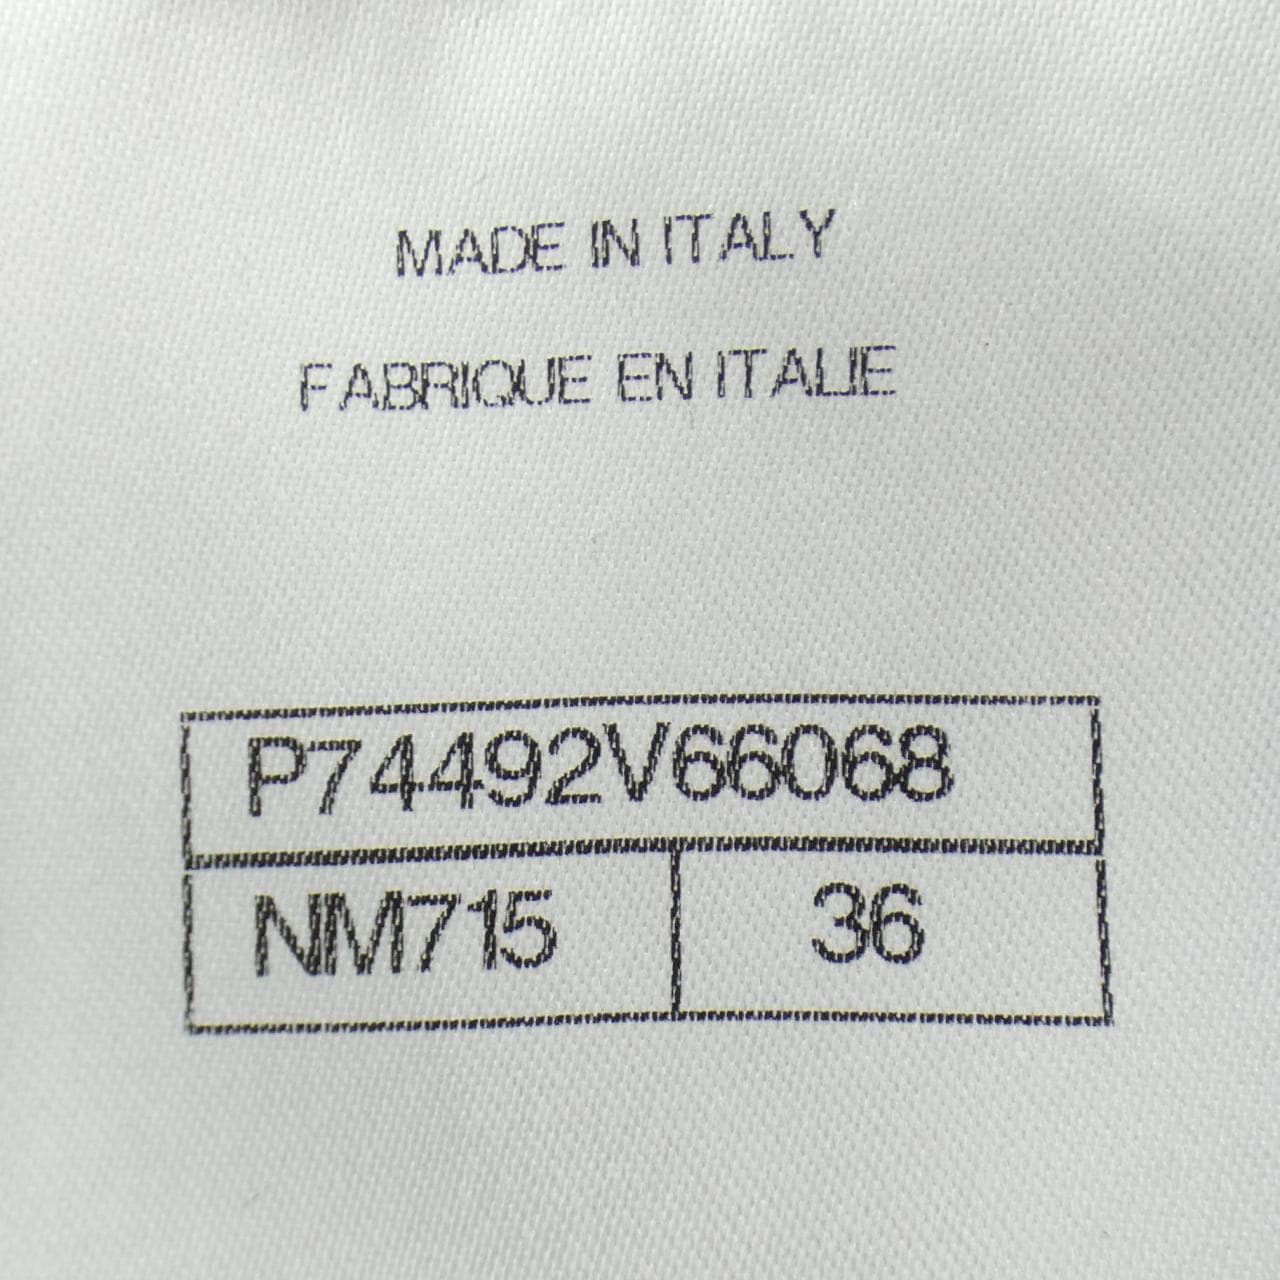 MADE IN ITALY
FABRIQUE EN ITALIE
P74492V66068
NM715 36